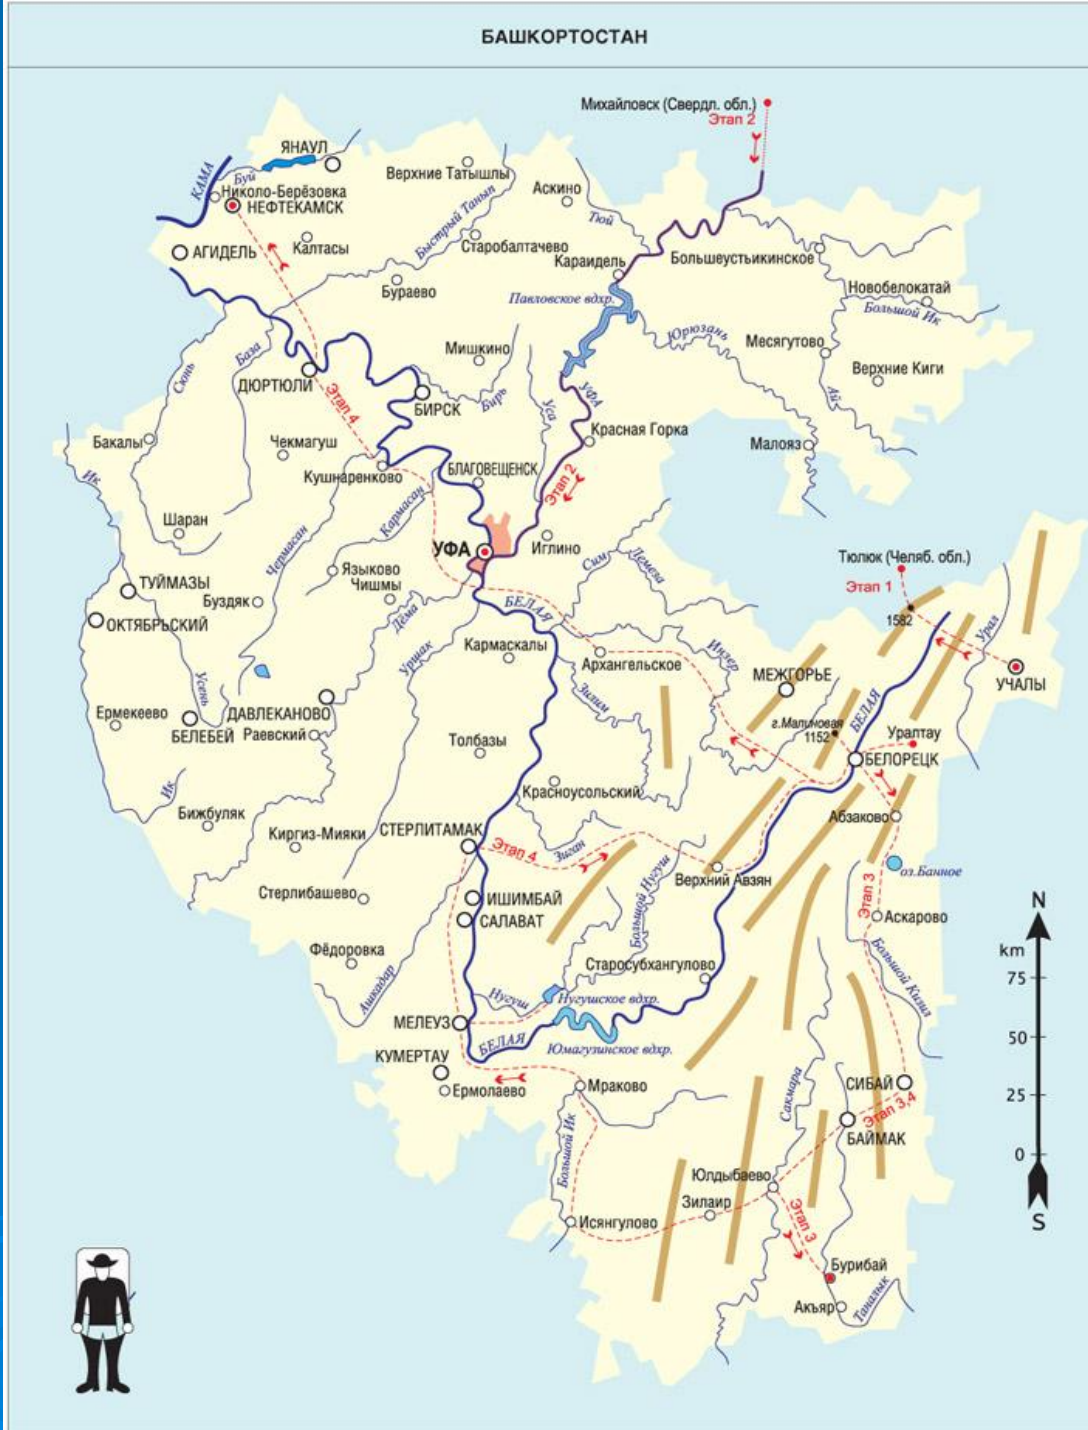 БАШКОРТОСТАН
Михайловск (Свердл. обл.)
Этап 2
ЯНАУЛ
КАМА
Буй
Верхние Татышлы
Николо-Берёзовка
НЕФТЕКАМСК
Аскино
Тюй
Быстрый Танып
АГИДЕЛЬ
Калтасы
Старобалтачево
Караидель
Большеустьикинское
Бураево
Павловское вдхр.
Новобелокатай
Большой Ик
Юрюзань
Месягутово
База
Мишкино
Сюнь
Верхние Киги
ДЮРТЮЛИ
Этап 4
БИРСК
Бирь
Уса
УФА
Ай
Бакалы
Чекмагуш
Красная Горка
Малояз
Ик
Кушнаренково
БЛАГОВЕЩЕНСК
Этап 2
Кармасан
Шаран
Чермасан
УФА
Иглино
Тюлюк (Челяб. обл.)
Сим
Лемеза
ТУЙМАЗЫ
Языково
Чишмы
Этап 1
Буздяк
БЕЛАЯ
1582
ОКТЯБРЬСКИЙ
Дёма
Урал
Уршак
Кармаскалы
Архангельское
Инзер
МЕЖГОРЬЕ
УЧАЛЫ
Усень
Зилим
БЕЛАЯ
Ермекеево
ДАВЛЕКАНОВО
г.Малиновая
1152
Уралтау
БЕЛЕБЕЙ
Раевский
Толбазы
БЕЛОРЕЦК
Ик
Красноусольский
Бижбуляк
Абзаково
Киргиз-Мияки
СТЕРЛИТАМАК
Этап 4
Зиган
Верхний Авзян
оз.Банное
Стерлибашево
ИШИМБАЙ
Этап 3
САЛАВАТ
Большой Нугуш
Аскарово
Фёдоровка
N
km
Старосубхангулово
Большой Кизил
Ашкадар
75
Нугуш
Нугушское вдхр.
МЕЛЕУЗ
50
БЕЛАЯ
Юмагузинское вдхр.
КУМЕРТАУ
Ермолаево
Мраково
СИБАЙ
25
Сакмара
Этап 3,4
Большой Ик
БАЙМАК
0
Юлдыбаево
Зилаир
Исянгулово
Этап 3
S
Бурибай
Акъяр
Таналык